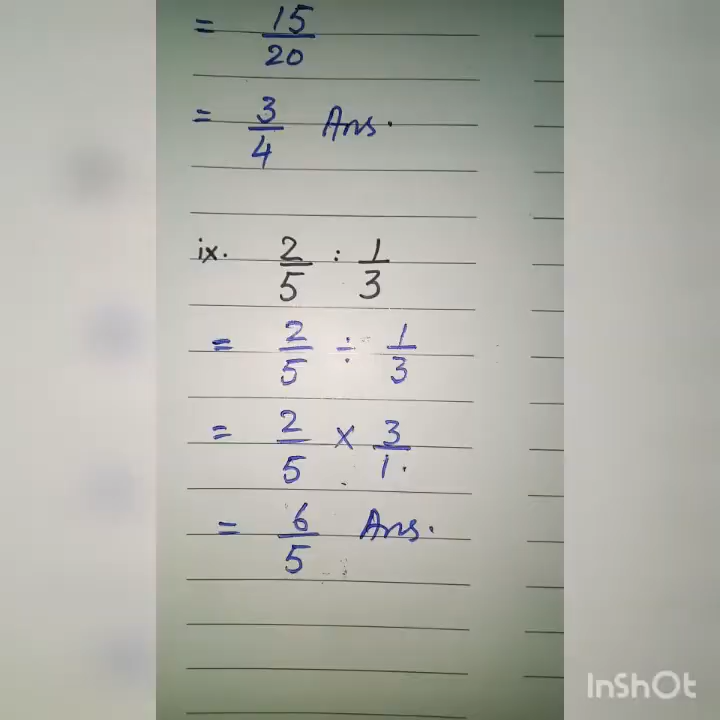 = 15/20
= 3/4 Ans.
ix. 2/5 : 1/3
= 2/5 ÷ 1/3
= 2/5 × 3/1.
= 6/5 Ans.
InShOt